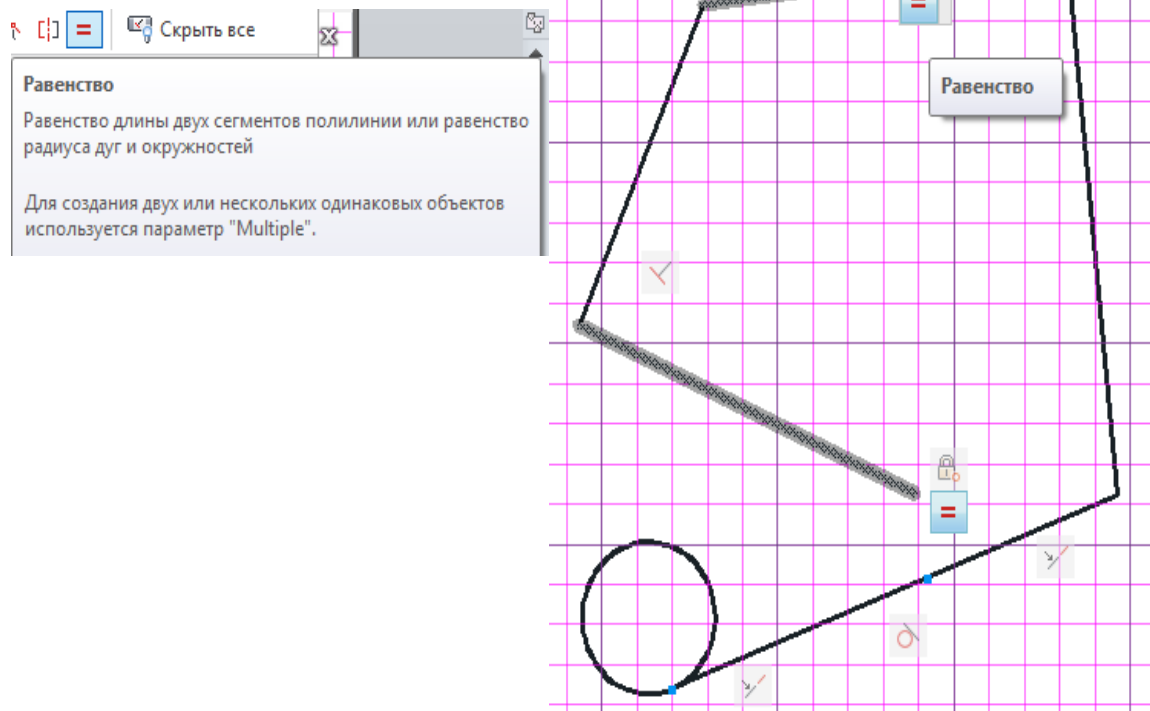 Скрыть все
Равенство
Равенство длины двух сегментов полилинии или равенство
радиуса дуг и окружностей
Для создания двух или нескольких одинаковых объектов
используется параметр "Multiple".
Равенство